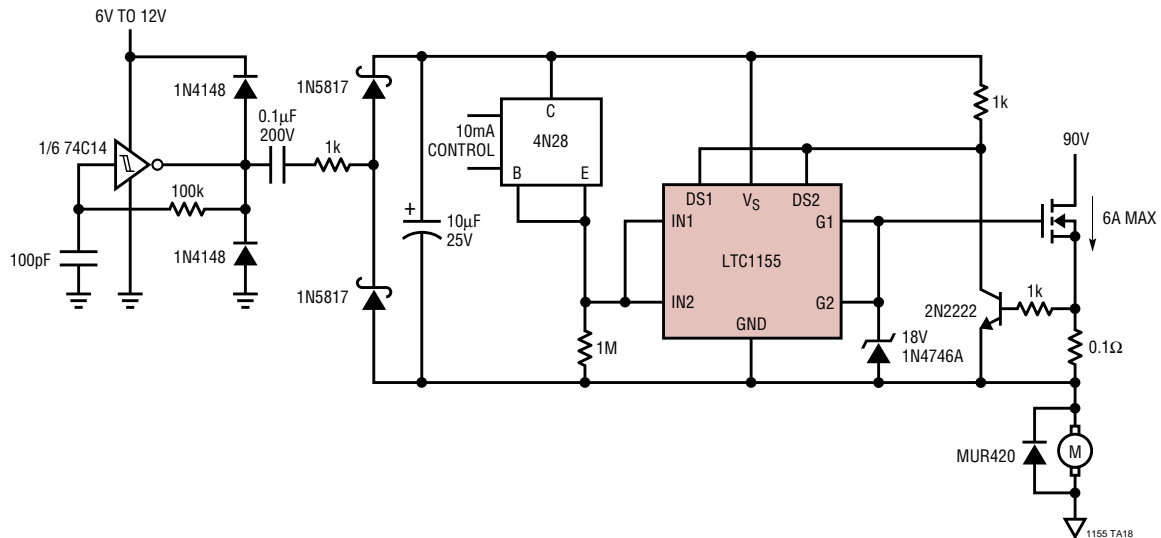 6V TO 12V
1N4148
1N5817
0.1µF
200V
1/6 74C14
1k
100k
100pF
1N4148
1N5817
+
10µF
25V
10mA
CONTROL
C
4N28
B
E
1M
DS1
VS
DS2
IN1
G1
LTC1155
IN2
G2
GND
1k
90V
6A MAX
2N2222
1k
18V
1N4746A
0.1Ω
MUR420
M
1155 TA18